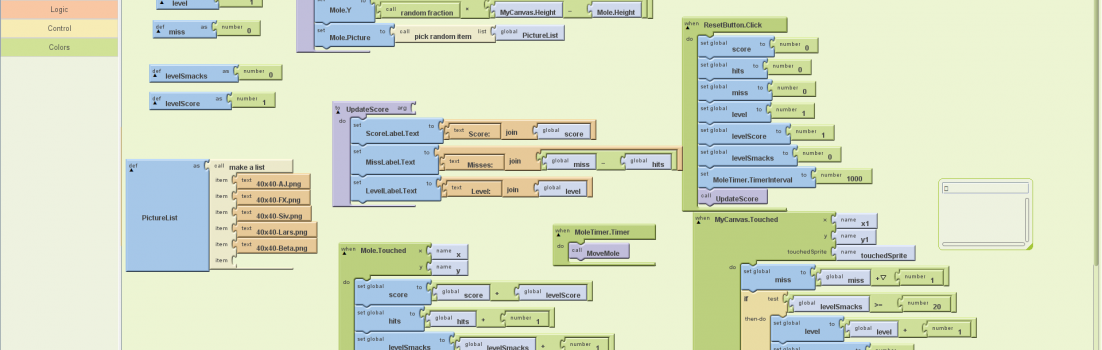 Logic
Control
Colors
def level as number 1
def miss as number 0
def levelSmacks as number 0
def levelScore as number 1
def PictureList as call make a list
item text 40x40-AJ.png
item text 40x40-FX.png
item text 40x40-Siv.png
item text 40x40-Lars.png
item text 40x40-Beta.png
item
Mole.Y to call random fraction * MyCanvas.Height - Mole.Height
set Mole.Picture to call pick random item list global PictureList
to UpdateScore arg
do
set ScoreLabel.Text to text Score: join global score
set MissLabel.Text to text Misses: join global miss - global hits
set LevelLabel.Text to text Level: join global level
when Mole.Touched x name x
y name y
do
set global score to global score + global levelScore
set global hits to global hits + number 1
set global levelSmacks to global levelSmacks + number 1
when MoleTimer.Timer
do call MoveMole
when ResetButton.Click
do
set global score to number 0
set global hits to number 0
set global miss to number 0
set global level to number 1
set global levelScore to number 1
set global levelSmacks to number 0
set MoleTimer.TimerInterval to number 1000
call UpdateScore
when MyCanvas.Touched x name x1
y name y1
touchedSprite name touchedSprite
do
set global miss to global miss + number 1
if test global levelSmacks >= number 20
then-do
set global level to global level + number 1
set global to number